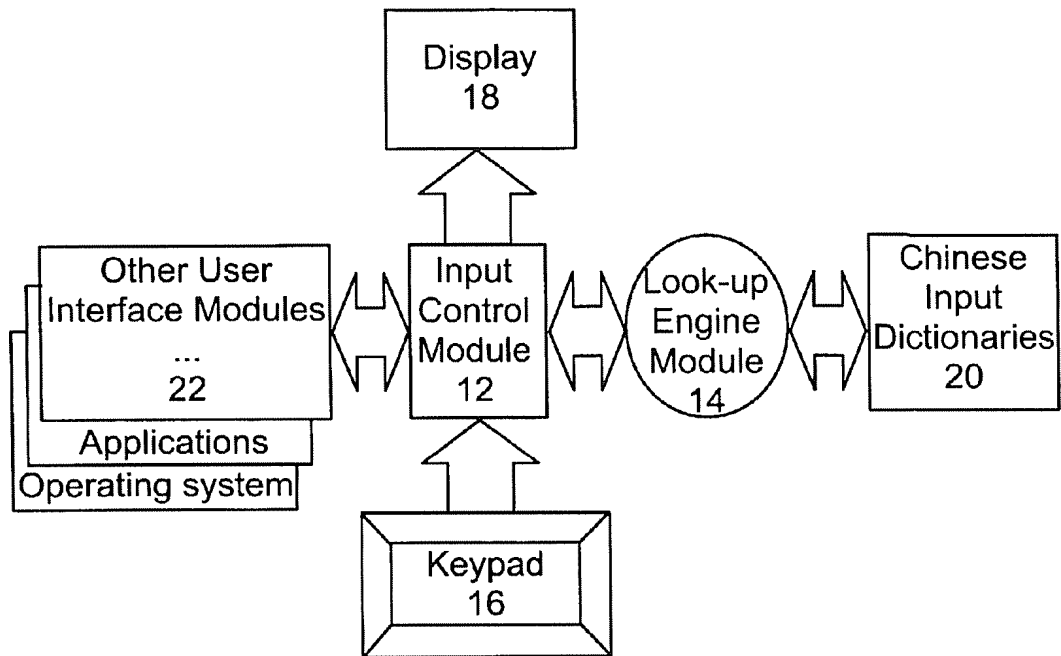 Display
18
Other User
Interface Modules
...
22
Applications
Operating system
Input
Control
Module
12
Look-up
Engine
Module
14
Chinese
Input
Dictionaries
20
Keypad
16